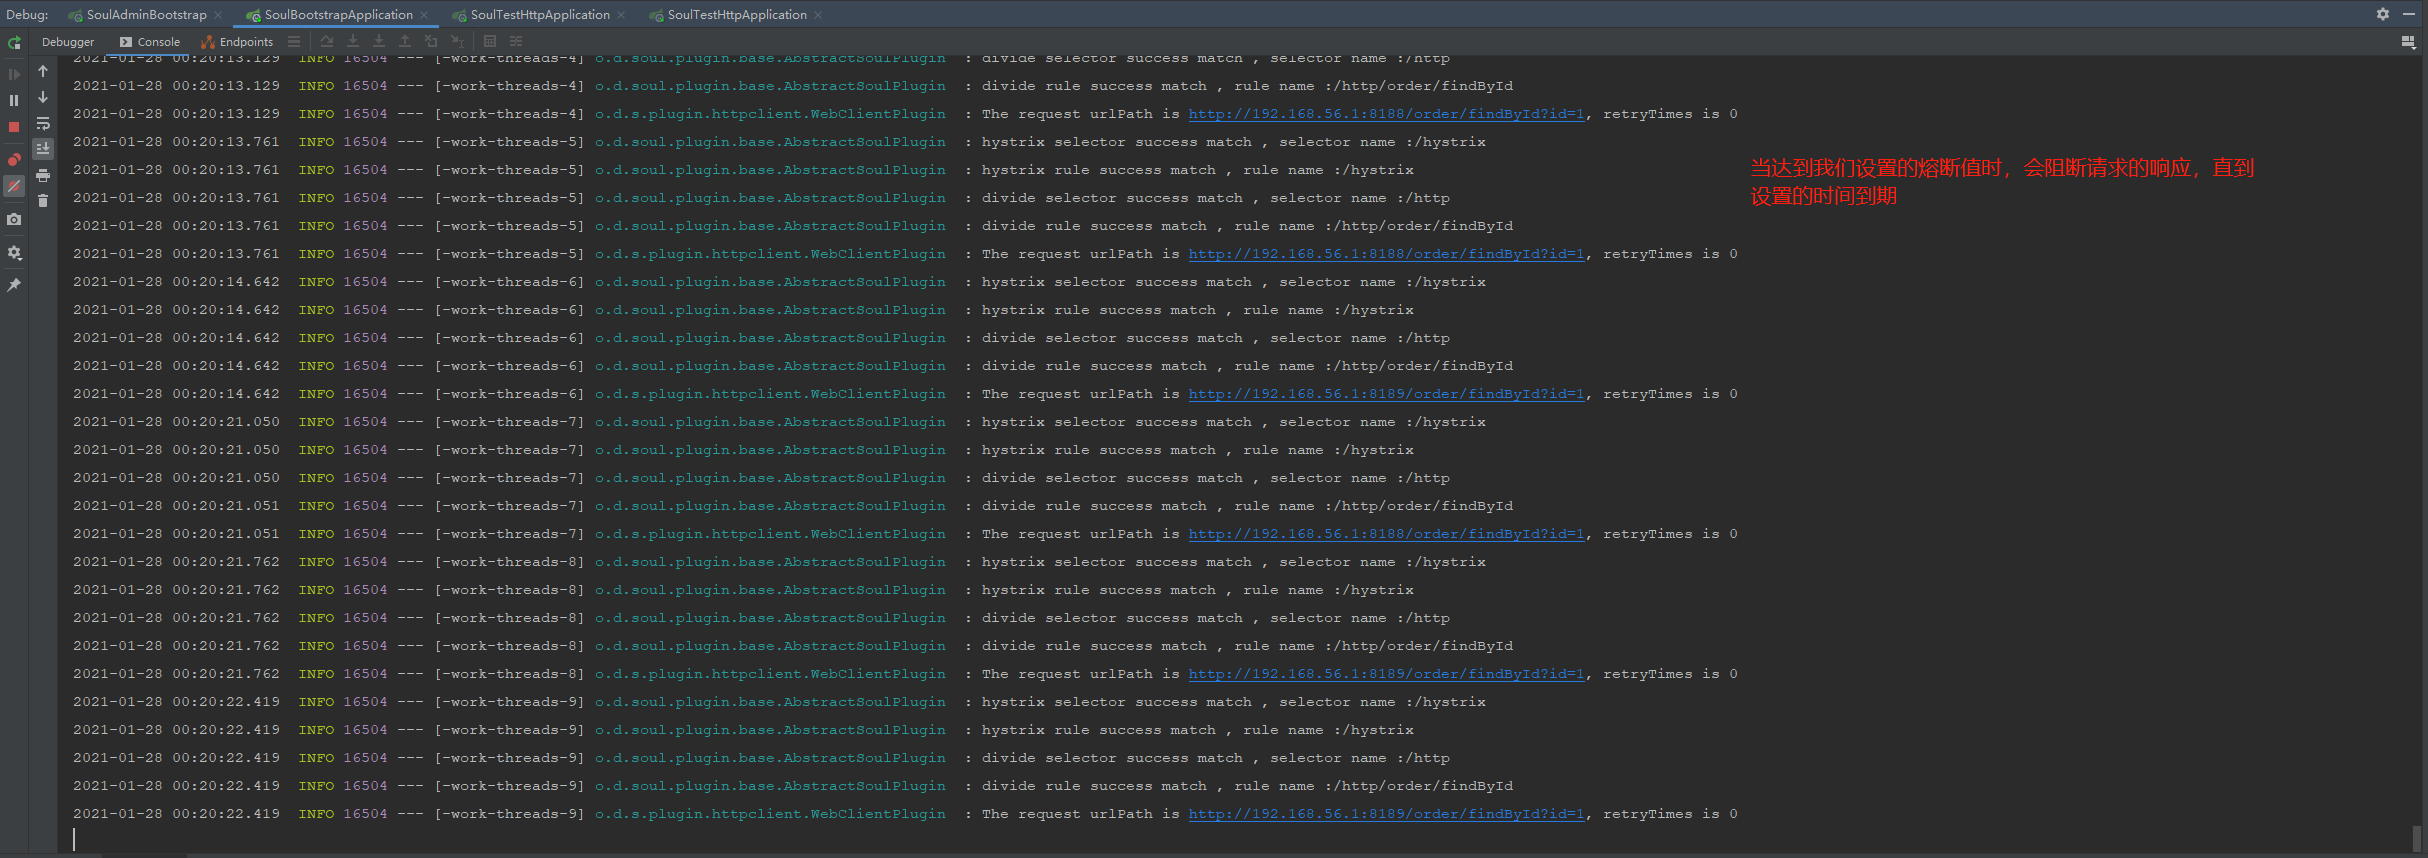 Debug: SoulAdminBootstrap SoulBootstrapApplication SoulTestHttpApplication SoulTestHttpApplication
Debugger Console Endpoints
2021-01-28 00:20:13.129 INFO 16504 --- [-work-threads-4] o.d.soul.plugin.base.AbstractSoulPlugin : divide selector success match , selector name :/http
2021-01-28 00:20:13.129 INFO 16504 --- [-work-threads-4] o.d.soul.plugin.base.AbstractSoulPlugin : divide rule success match , rule name :/http/order/findById
2021-01-28 00:20:13.129 INFO 16504 --- [-work-threads-4] o.d.s.plugin.httpclient.WebClientPlugin : The request urlPath is http://192.168.56.1:8188/order/findById?id=1, retryTimes is 0
2021-01-28 00:20:13.761 INFO 16504 --- [-work-threads-5] o.d.soul.plugin.base.AbstractSoulPlugin : hystrix selector success match , selector name :/hystrix
2021-01-28 00:20:13.761 INFO 16504 --- [-work-threads-5] o.d.soul.plugin.base.AbstractSoulPlugin : hystrix rule success match , rule name :/hystrix
2021-01-28 00:20:13.761 INFO 16504 --- [-work-threads-5] o.d.soul.plugin.base.AbstractSoulPlugin : divide selector success match , selector name :/http
2021-01-28 00:20:13.761 INFO 16504 --- [-work-threads-5] o.d.soul.plugin.base.AbstractSoulPlugin : divide rule success match , rule name :/http/order/findById
2021-01-28 00:20:13.761 INFO 16504 --- [-work-threads-5] o.d.s.plugin.httpclient.WebClientPlugin : The request urlPath is http://192.168.56.1:8188/order/findById?id=1, retryTimes is 0
2021-01-28 00:20:14.642 INFO 16504 --- [-work-threads-6] o.d.soul.plugin.base.AbstractSoulPlugin : hystrix selector success match , selector name :/hystrix
2021-01-28 00:20:14.642 INFO 16504 --- [-work-threads-6] o.d.soul.plugin.base.AbstractSoulPlugin : hystrix rule success match , rule name :/hystrix
2021-01-28 00:20:14.642 INFO 16504 --- [-work-threads-6] o.d.soul.plugin.base.AbstractSoulPlugin : divide selector success match , selector name :/http
2021-01-28 00:20:14.642 INFO 16504 --- [-work-threads-6] o.d.soul.plugin.base.AbstractSoulPlugin : divide rule success match , rule name :/http/order/findById
2021-01-28 00:20:14.642 INFO 16504 --- [-work-threads-6] o.d.s.plugin.httpclient.WebClientPlugin : The request urlPath is http://192.168.56.1:8189/order/findById?id=1, retryTimes is 0
2021-01-28 00:20:21.050 INFO 16504 --- [-work-threads-7] o.d.soul.plugin.base.AbstractSoulPlugin : hystrix selector success match , selector name :/hystrix
2021-01-28 00:20:21.050 INFO 16504 --- [-work-threads-7] o.d.soul.plugin.base.AbstractSoulPlugin : hystrix rule success match , rule name :/hystrix
2021-01-28 00:20:21.050 INFO 16504 --- [-work-threads-7] o.d.soul.plugin.base.AbstractSoulPlugin : divide selector success match , selector name :/http
2021-01-28 00:20:21.051 INFO 16504 --- [-work-threads-7] o.d.soul.plugin.base.AbstractSoulPlugin : divide rule success match , rule name :/http/order/findById
2021-01-28 00:20:21.051 INFO 16504 --- [-work-threads-7] o.d.s.plugin.httpclient.WebClientPlugin : The request urlPath is http://192.168.56.1:8188/order/findById?id=1, retryTimes is 0
2021-01-28 00:20:21.762 INFO 16504 --- [-work-threads-8] o.d.soul.plugin.base.AbstractSoulPlugin : hystrix selector success match , selector name :/hystrix
2021-01-28 00:20:21.762 INFO 16504 --- [-work-threads-8] o.d.soul.plugin.base.AbstractSoulPlugin : hystrix rule success match , rule name :/hystrix
2021-01-28 00:20:21.762 INFO 16504 --- [-work-threads-8] o.d.soul.plugin.base.AbstractSoulPlugin : divide selector success match , selector name :/http
2021-01-28 00:20:21.762 INFO 16504 --- [-work-threads-8] o.d.soul.plugin.base.AbstractSoulPlugin : divide rule success match , rule name :/http/order/findById
2021-01-28 00:20:21.762 INFO 16504 --- [-work-threads-8] o.d.s.plugin.httpclient.WebClientPlugin : The request urlPath is http://192.168.56.1:8189/order/findById?id=1, retryTimes is 0
2021-01-28 00:20:22.419 INFO 16504 --- [-work-threads-9] o.d.soul.plugin.base.AbstractSoulPlugin : hystrix selector success match , selector name :/hystrix
2021-01-28 00:20:22.419 INFO 16504 --- [-work-threads-9] o.d.soul.plugin.base.AbstractSoulPlugin : hystrix rule success match , rule name :/hystrix
2021-01-28 00:20:22.419 INFO 16504 --- [-work-threads-9] o.d.soul.plugin.base.AbstractSoulPlugin : divide selector success match , selector name :/http
2021-01-28 00:20:22.419 INFO 16504 --- [-work-threads-9] o.d.soul.plugin.base.AbstractSoulPlugin : divide rule success match , rule name :/http/order/findById
2021-01-28 00:20:22.419 INFO 16504 --- [-work-threads-9] o.d.s.plugin.httpclient.WebClientPlugin : The request urlPath is http://192.168.56.1:8189/order/findById?id=1, retryTimes is 0
当达到我们设置的熔断值时，会阻断请求的响应，直到
设置的时间到期